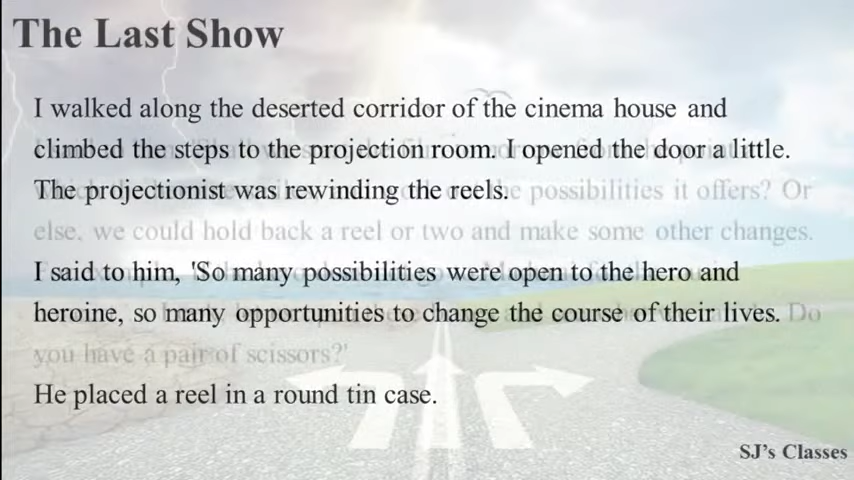 The Last Show
I walked along the deserted corridor of the cinema house and
climbed the steps to the projection room. I opened the door a little.
The projectionist was rewinding the reels.
the possibilities it offers? Or
else, we could hold back a reel or two and make some other changes.
I said to him, 'So many possibilities were open to the hero and
heroine, so many opportunities to change the course of their lives.
Do
you have a pair of scissors?'
He placed a reel in a round tin case.
SJ's Classes